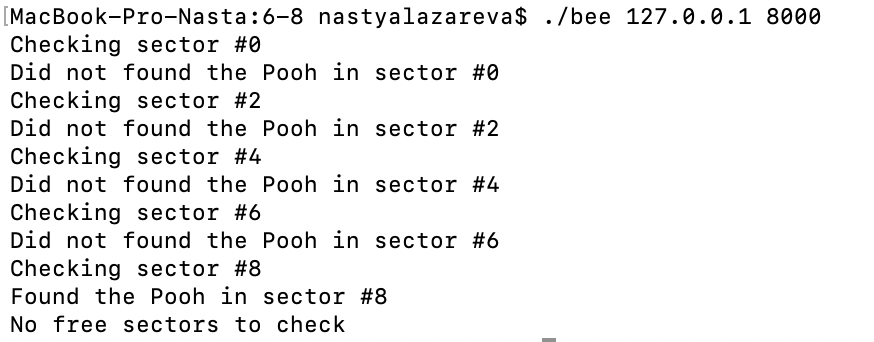 [MacBook-Pro-Nasta:6-8 nastyalazareva$ ./bee 127.0.0.1 8000
Checking sector #0
Did not found the Pooh in sector #0
Checking sector #2
Did not found the Pooh in sector #2
Checking sector #4
Did not found the Pooh in sector #4
Checking sector #6
Did not found the Pooh in sector #6
Checking sector #8
Found the Pooh in sector #8
No free sectors to check